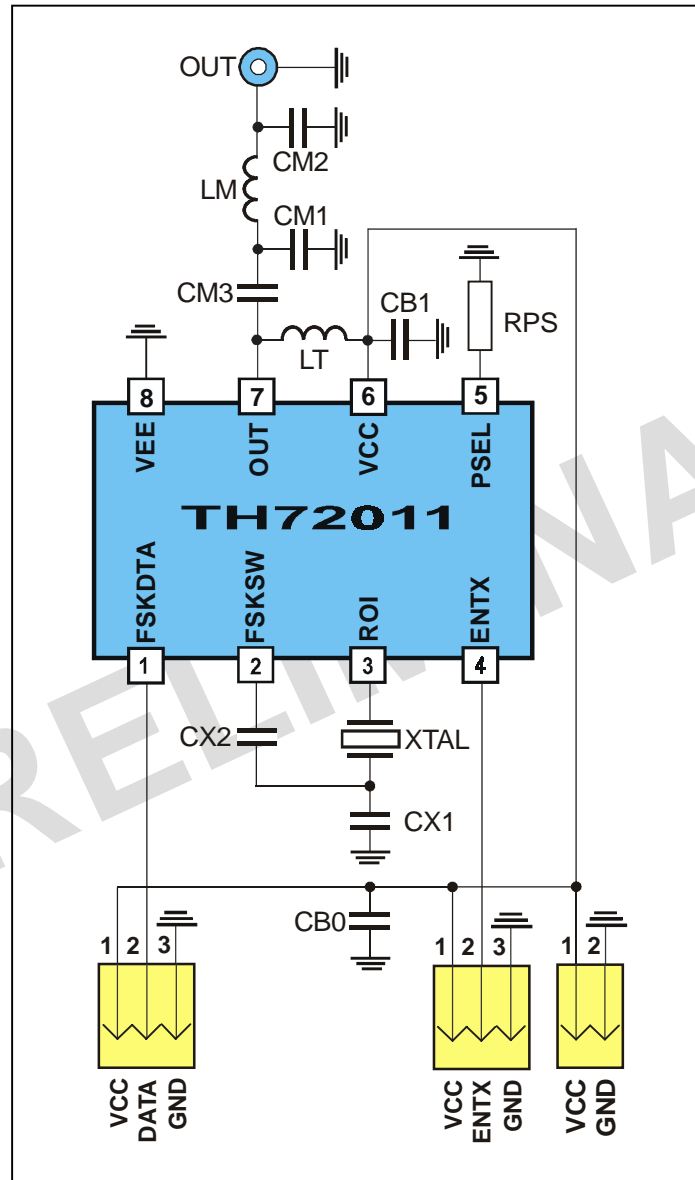 OUT
CM2
LM
CM1
CM3
CB1
RPS
LT
8 7 6 5
VEE OUT VCC PSEL
TH72011
FSKDTA FSKSW ROI ENTX
1 2 3 4
CX2 XTAL
CX1
CB0
1 2 3 1 2 3 1 2
VCC DATA GND VCC ENTX GND VCC GND
RELIMINA